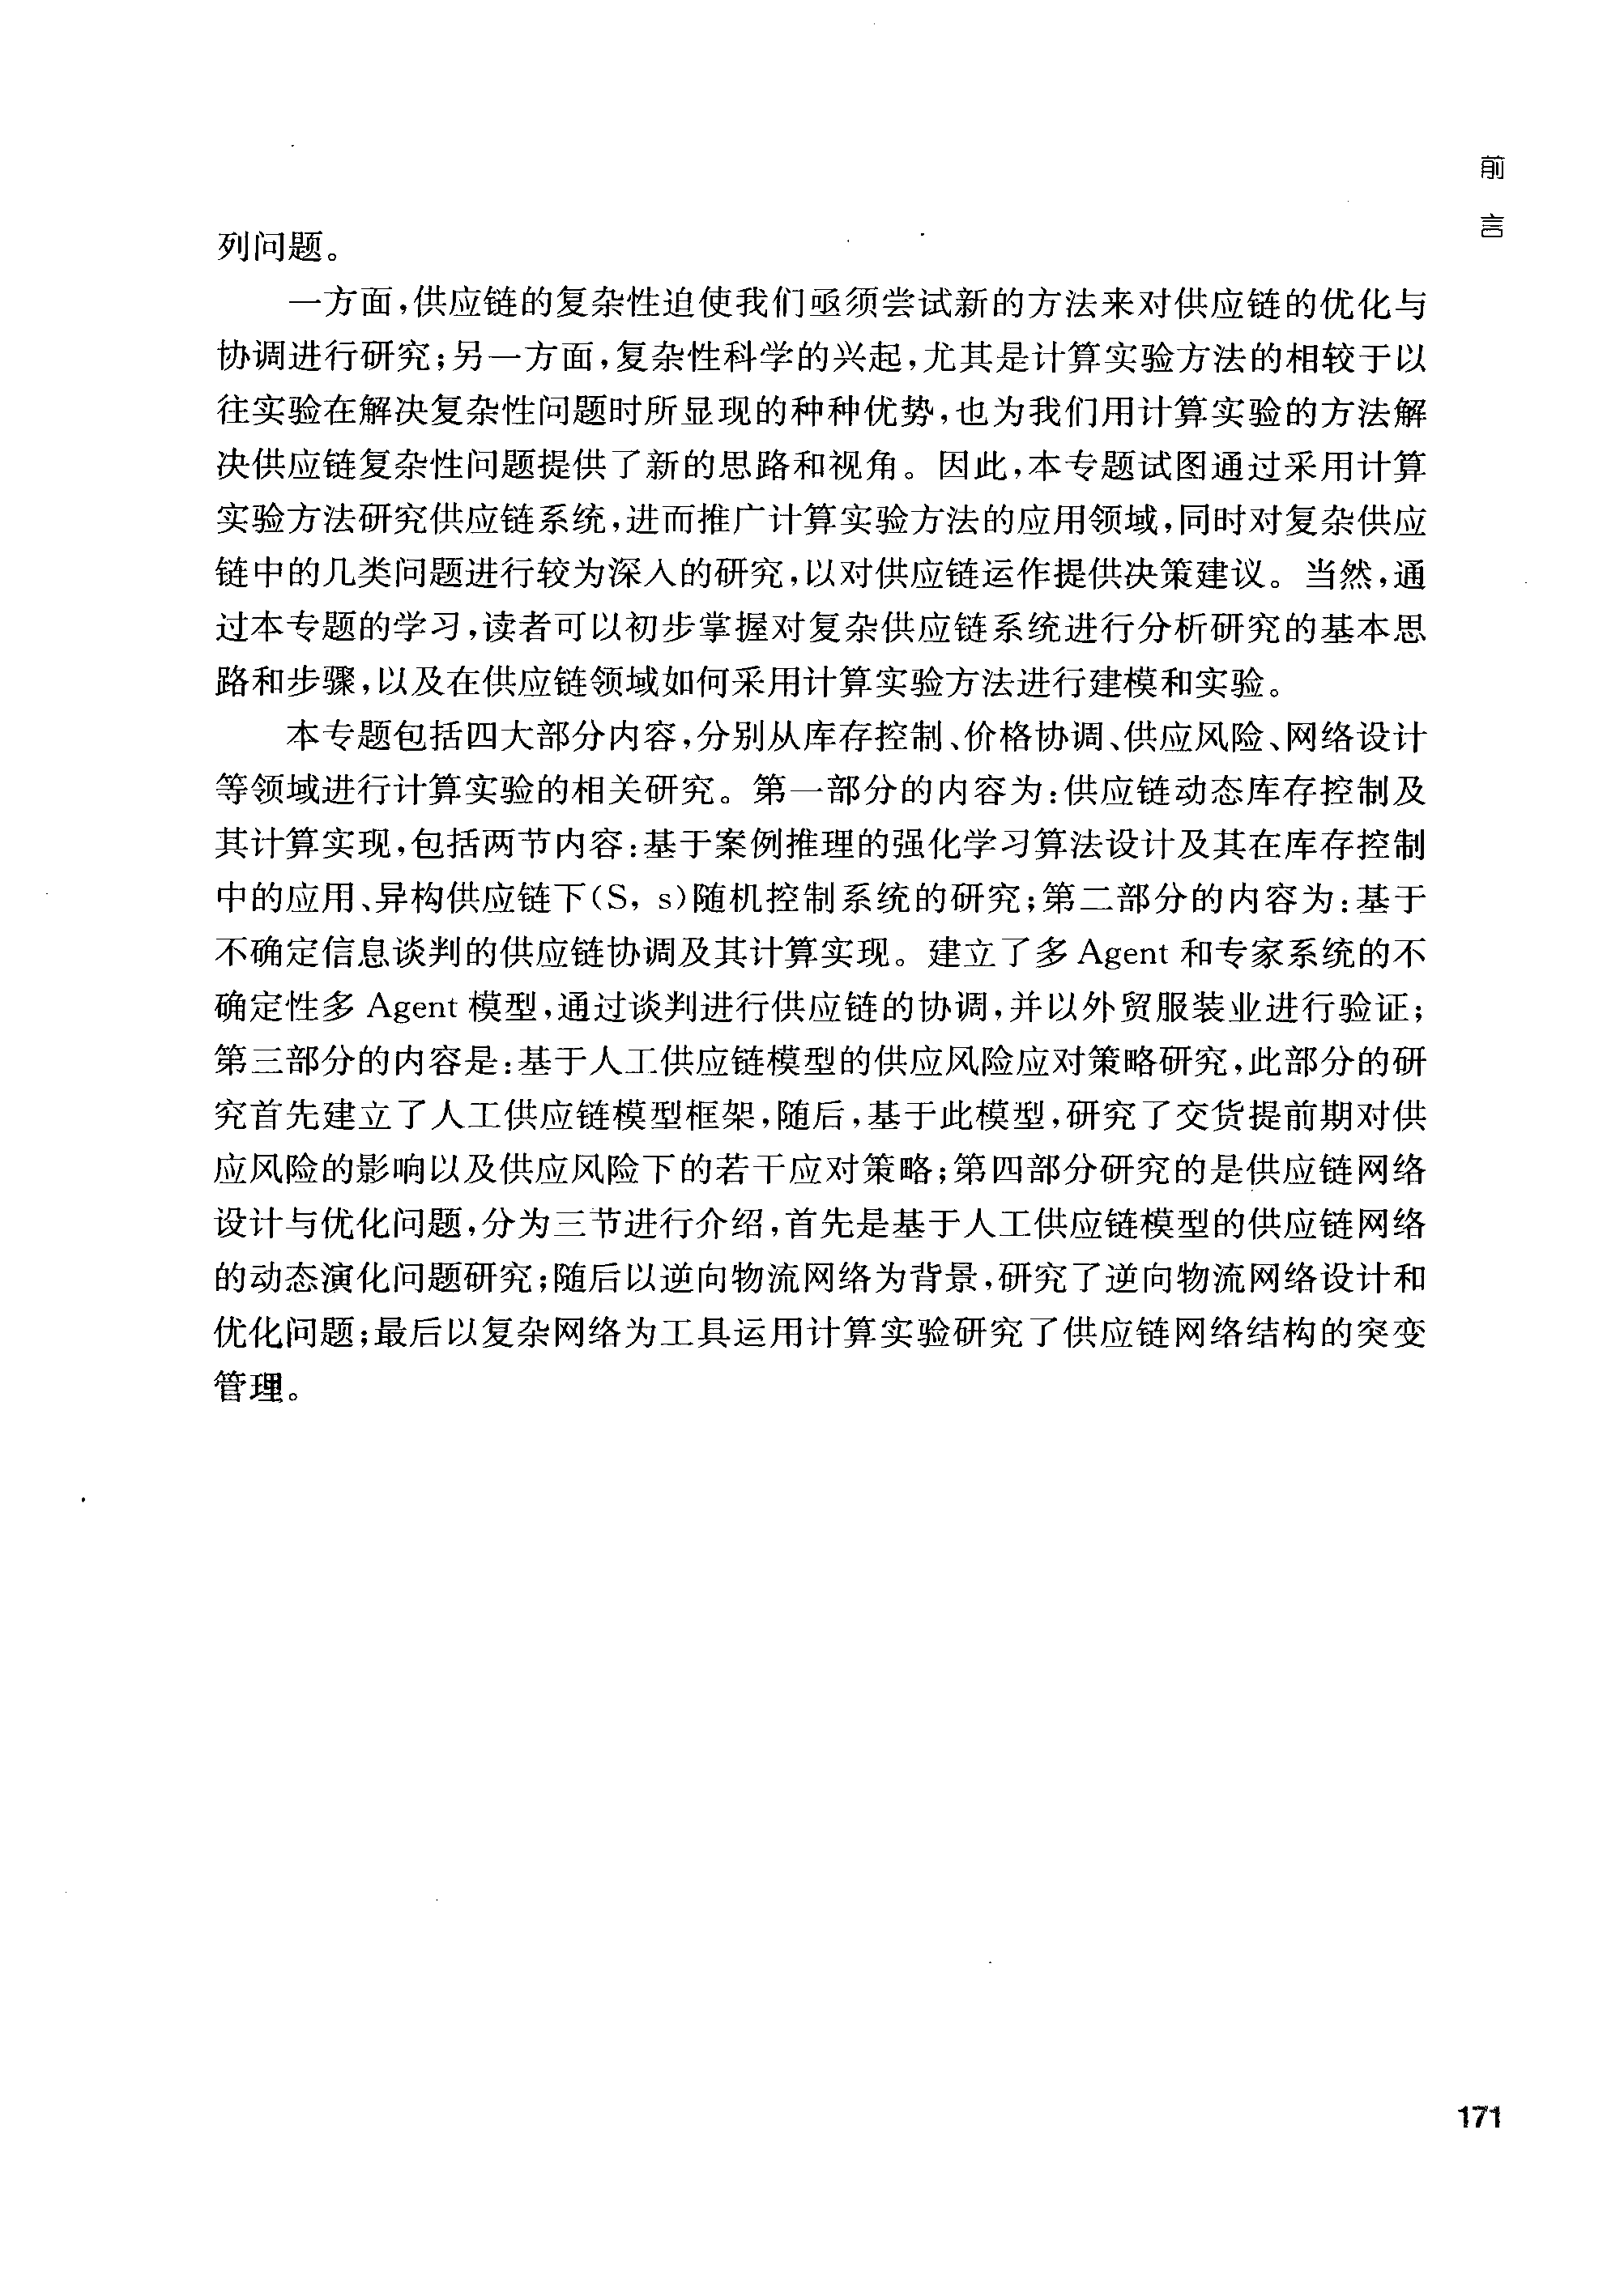 前
言
列问题。
一方面,供应链的复杂性迫使我们亟须尝试新的方法来对供应链的优化与
协调进行研究;另一方面,复杂性科学的兴起,尤其是计算实验方法的相较于以
往实验在解决复杂性问题时所显现的种种优势,也为我们用计算实验的方法解
决供应链复杂性问题提供了新的思路和视角。因此,本专题试图通过采用计算
实验方法研究供应链系统,进而推广计算实验方法的应用领域,同时对复杂供应
链中的几类问题进行较为深入的研究,以对供应链运作提供决策建议。当然,通
过本专题的学习,读者可以初步掌握对复杂供应链系统进行分析研究的基本思
路和步骤,以及在供应链领域如何采用计算实验方法进行建模和实验。
本专题包括四大部分内容,分别从库存控制、价格协调、供应风险、网络设计
等领域进行计算实验的相关研究。第一部分的内容为:供应链动态库存控制及
其计算实现,包括两节内容:基于案例推理的强化学习算法设计及其在库存控制
中的应用、异构供应链下(S, s)随机控制系统的研究;第二部分的内容为:基于
不确定信息谈判的供应链协调及其计算实现。建立了多 Agent 和专家系统的不
确定性多 Agent 模型,通过谈判进行供应链的协调,并以外贸服装业进行验证;
第三部分的内容是:基于人工供应链模型的供应风险应对策略研究,此部分的研
究首先建立了人工供应链模型框架,随后,基于此模型,研究了交货提前期对供
应风险的影响以及供应风险下的若干应对策略;第四部分研究的是供应链网络
设计与优化问题,分为三节进行介绍,首先是基于人工供应链模型的供应链网络
的动态演化问题研究;随后以逆向物流网络为背景,研究了逆向物流网络设计和
优化问题;最后以复杂网络为工具运用计算实验研究了供应链网络结构的突变
管理。
171